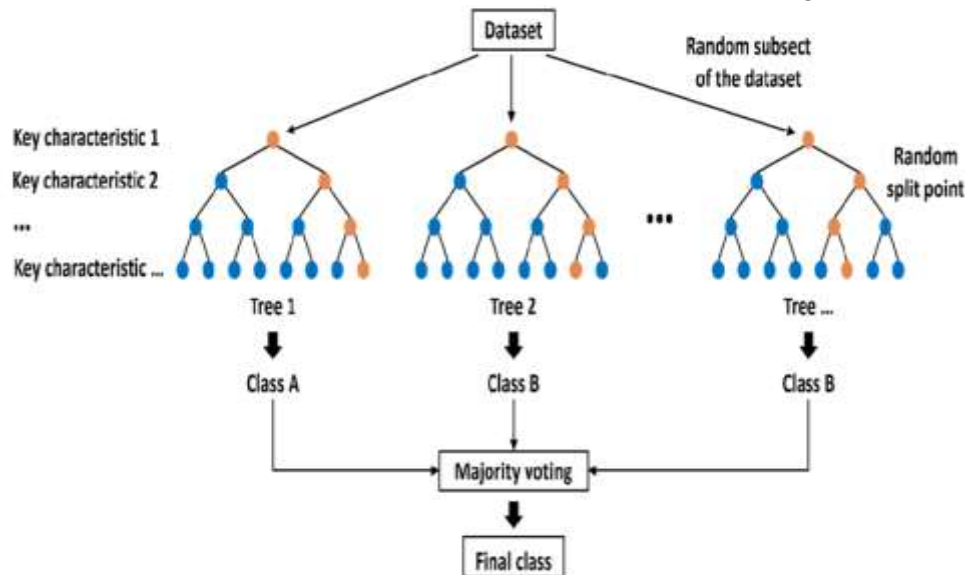 Dataset
Random subsect
of the dataset
Key characteristic 1
Key characteristic 2
Random
split point
...
...
Key characteristic ...
Tree 1
Tree 2
Tree ...
Class A
Class B
Class B
Majority voting
Final class